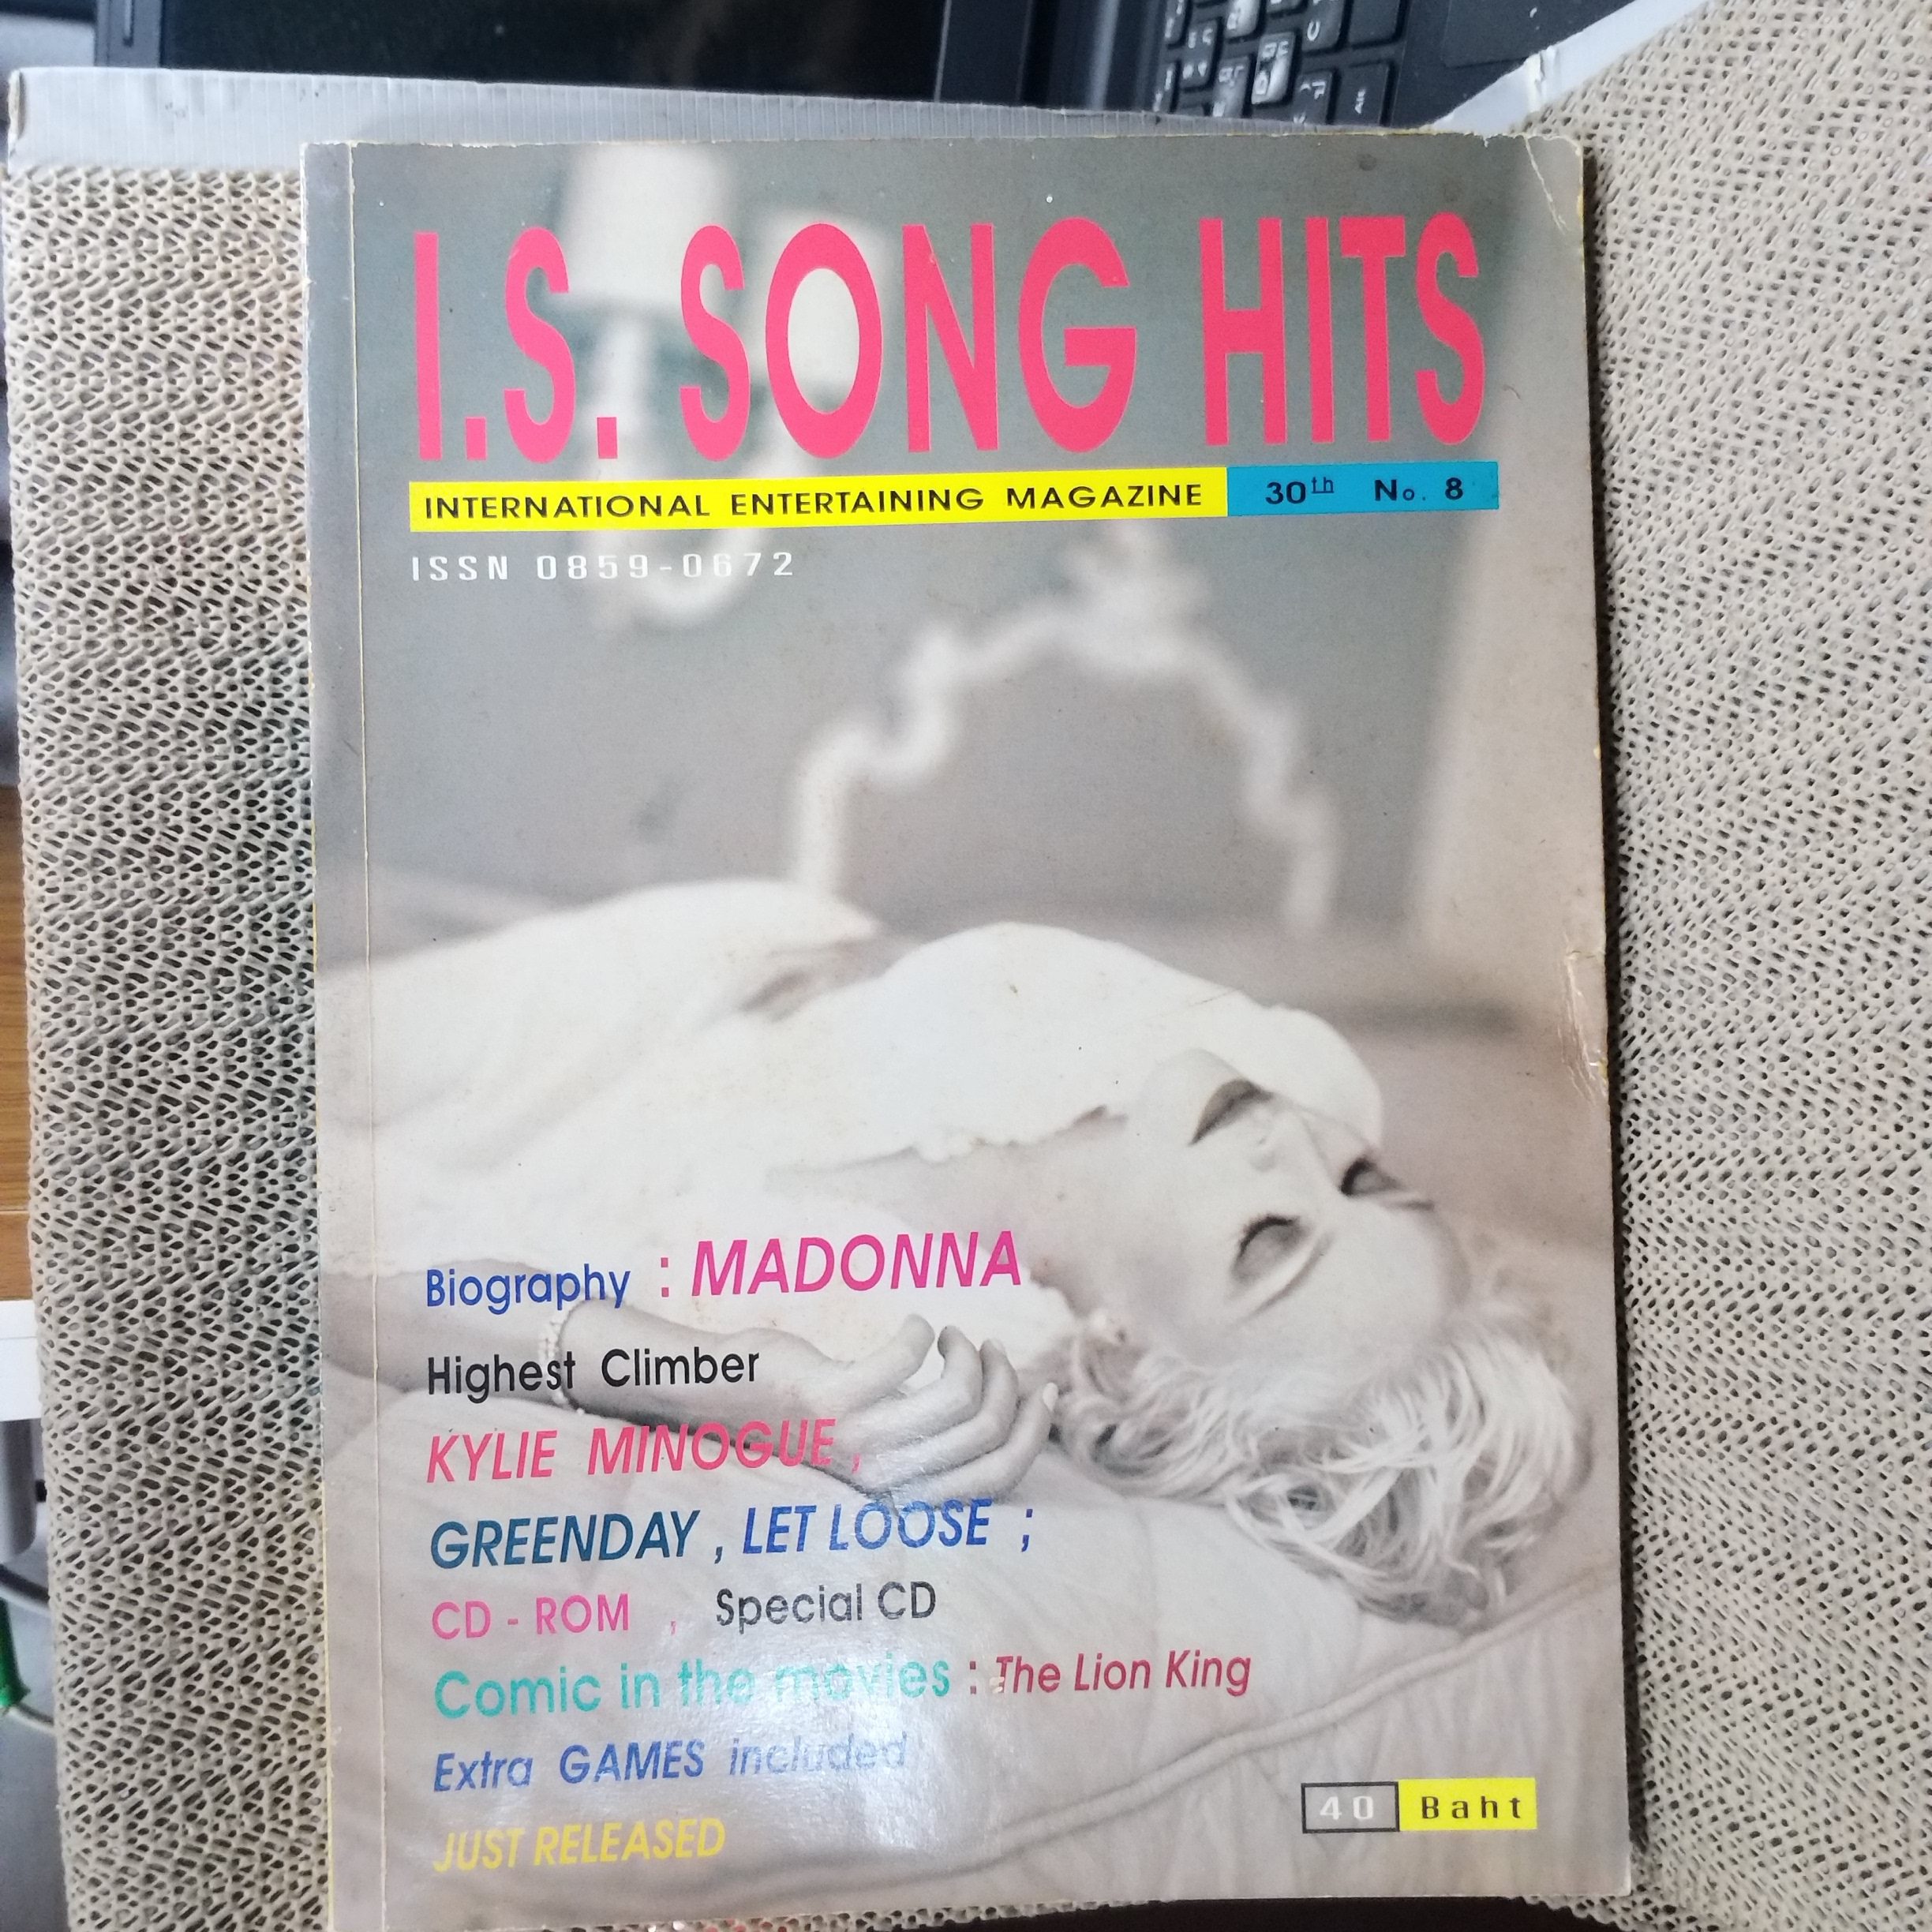 I.S. SONG HITS
INTERNATIONAL ENTERTAINING MAGAZINE 30th No. 8
ISSN 0859-0672
Biography : MADONNA
Highest Climber
KYLIE MINOGUE ,
GREENDAY , LET LOOSE ;
CD - ROM , Special CD
Comic in the movies : The Lion King
Extra GAMES included
JUST RELEASED
40 Baht